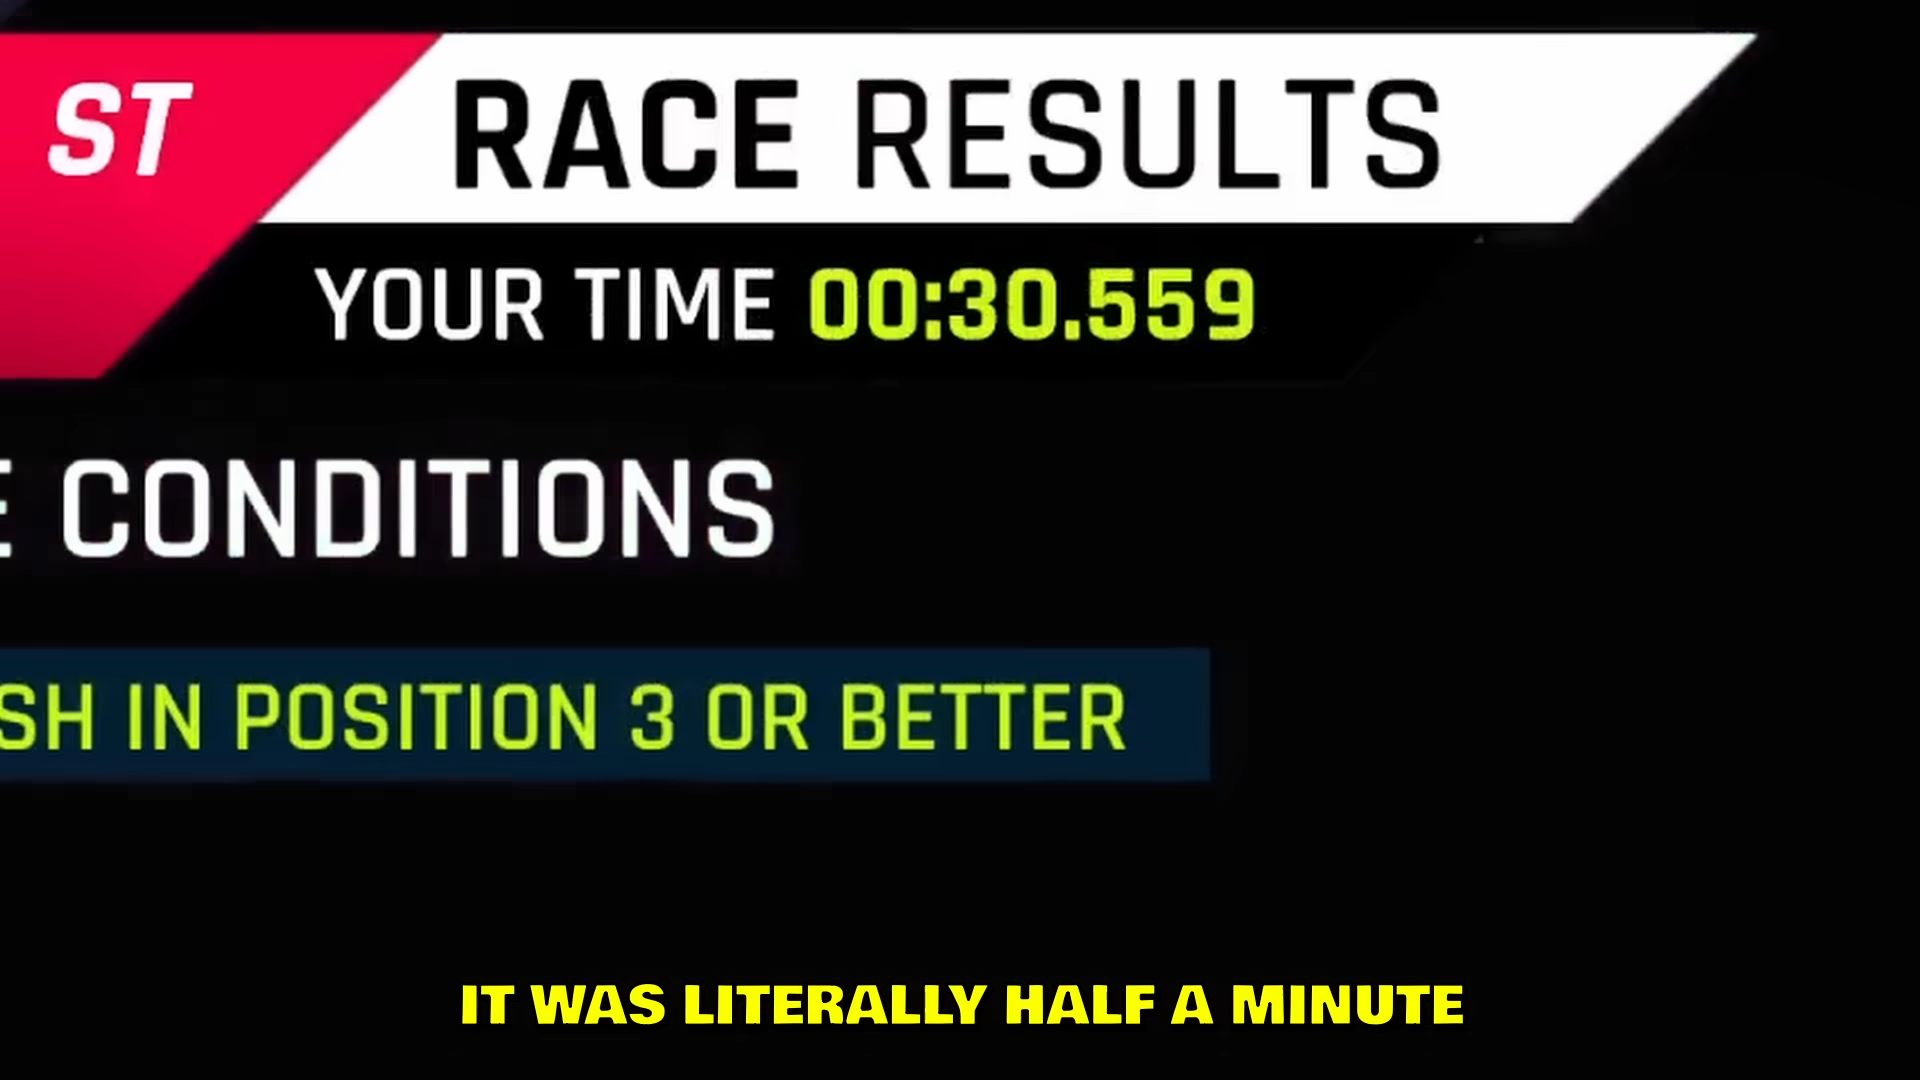 ST
RACE RESULTS
YOUR TIME 00:30.559
CONDITIONS
SH IN POSITION 3 OR BETTER
IT WAS LITERALLY HALF A MINUTE